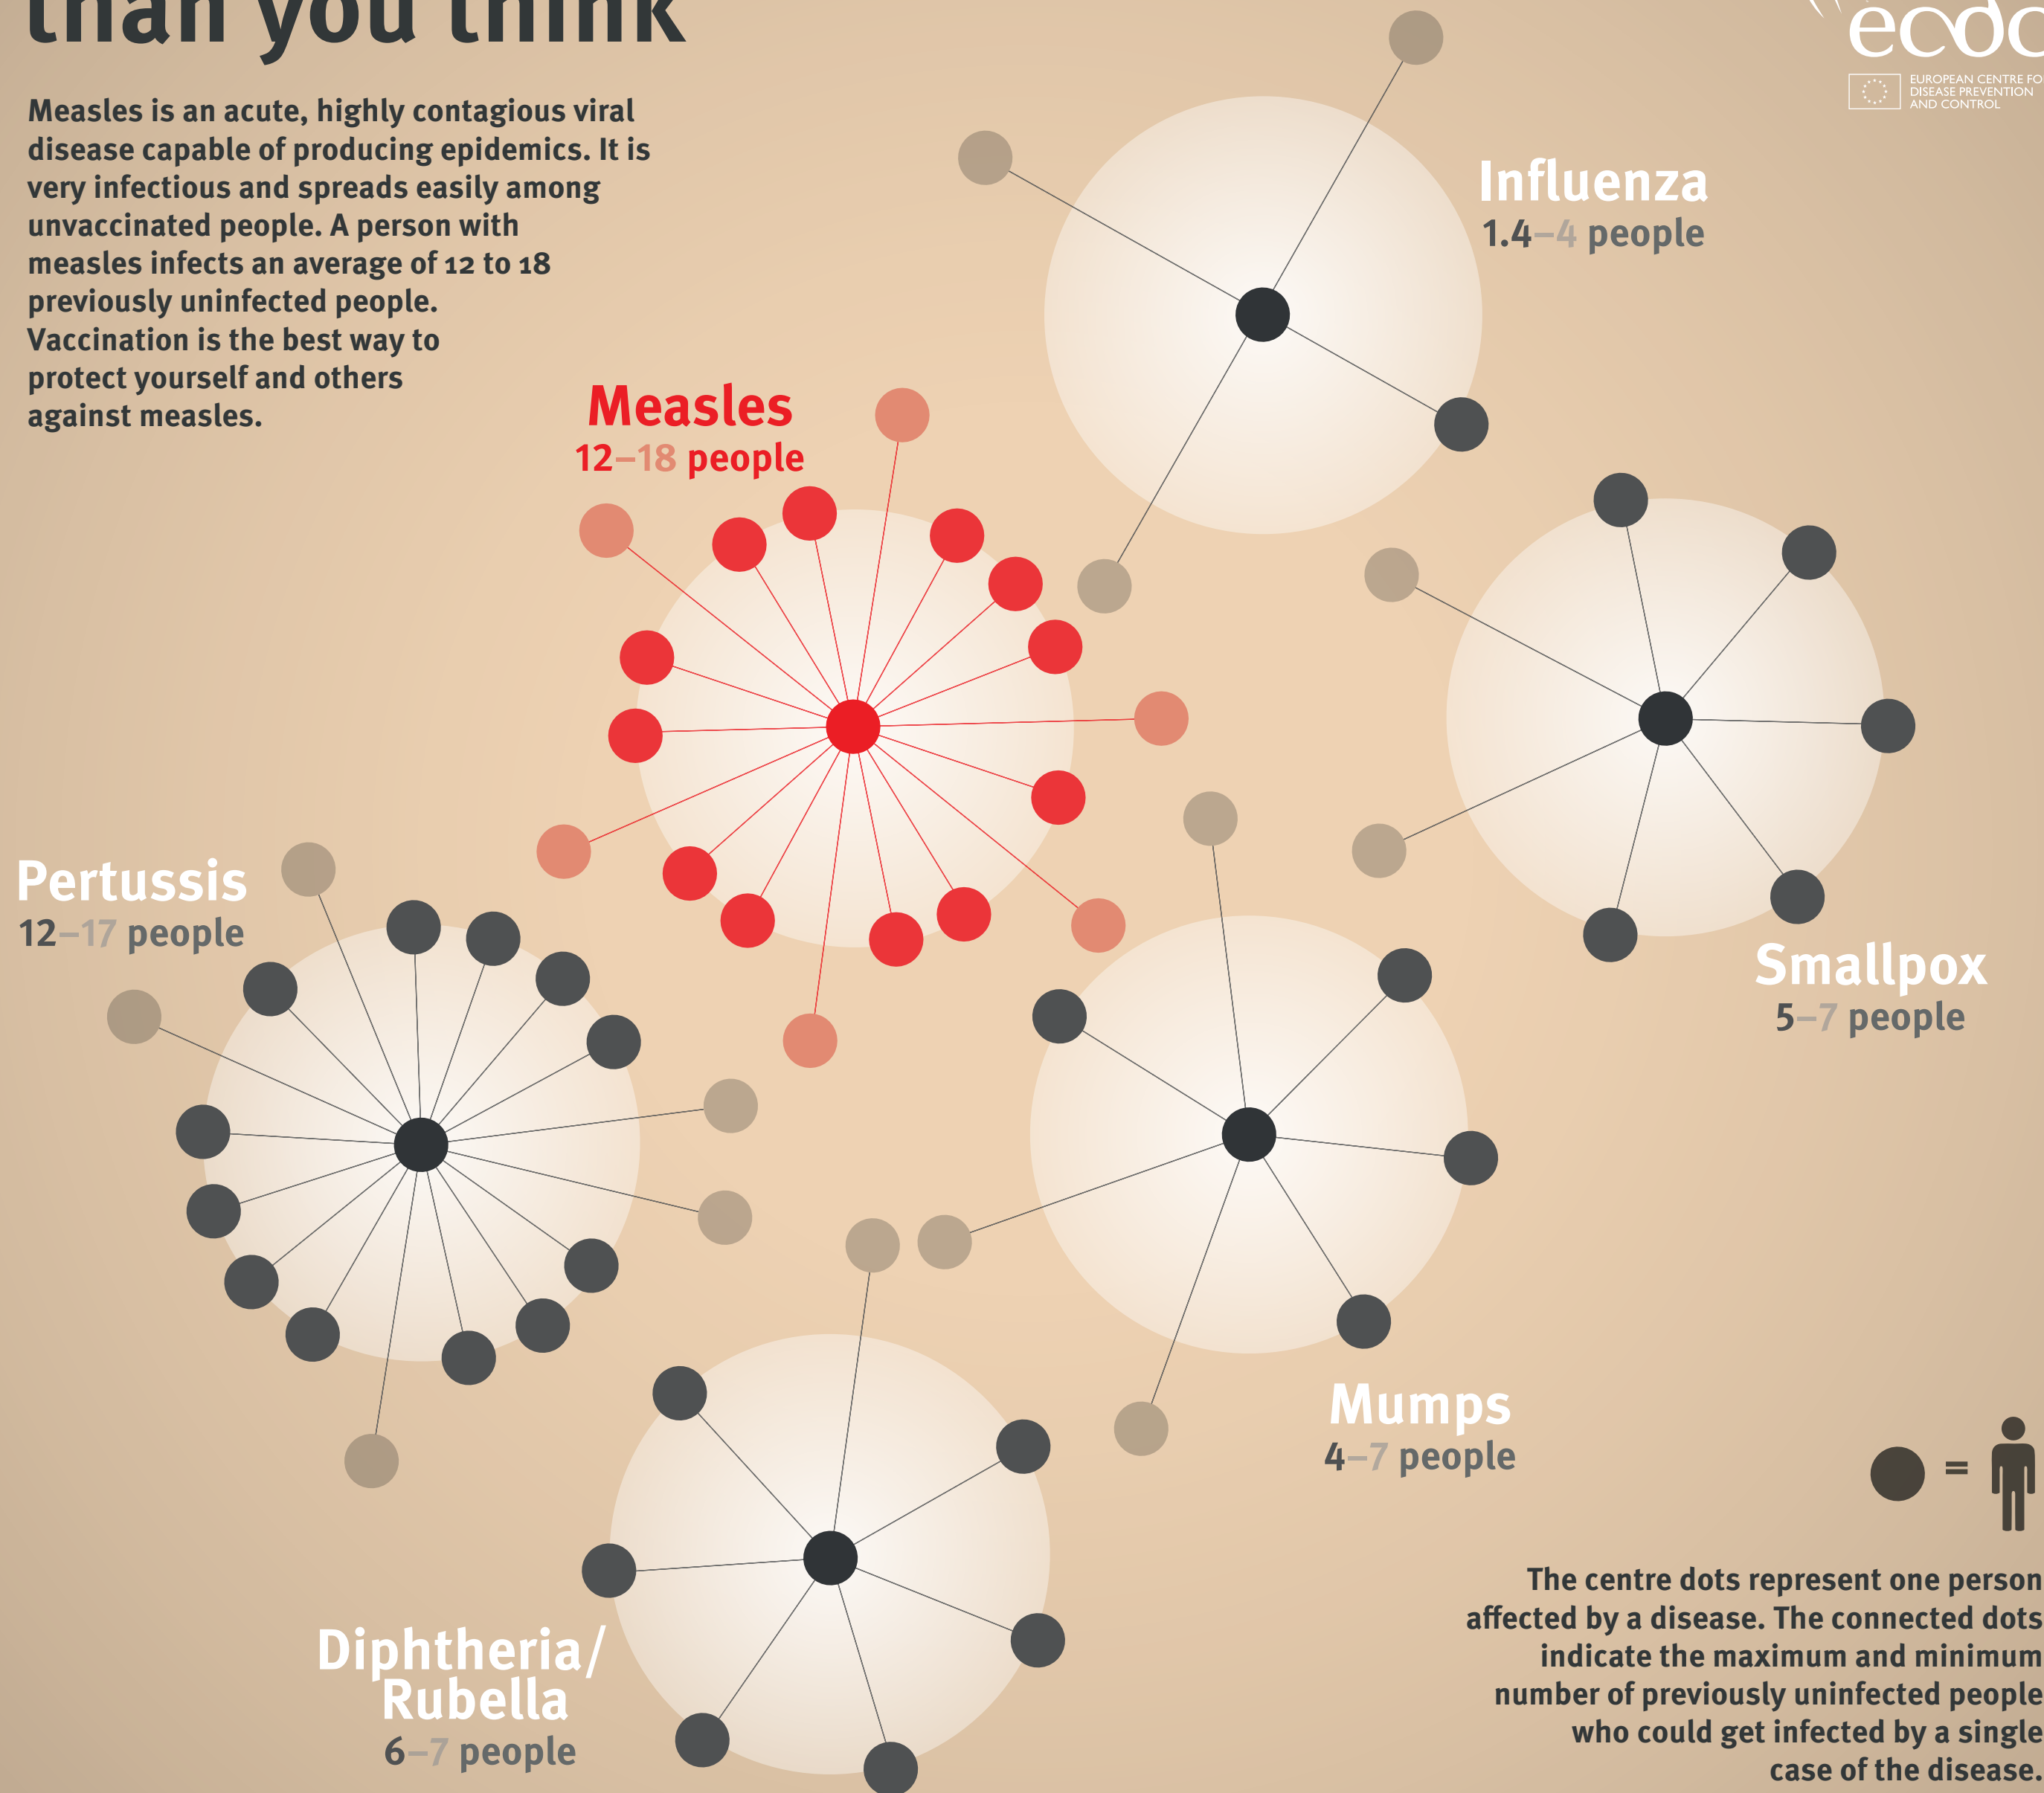 than you think
Measles is an acute, highly contagious viral
disease capable of producing epidemics. It is
very infectious and spreads easily among
unvaccinated people. A person with
measles infects an average of 12 to 18
previously uninfected people.
Vaccination is the best way to
protect yourself and others
against measles.
ecdc
EUROPEAN CENTRE FO
DISEASE PREVENTION
AND CONTROL
Influenza
1.4–4 people
Measles
12–18 people
Pertussis
12–17 people
Smallpox
5–7 people
Mumps
4–7 people
Diphtheria/
Rubella
6–7 people
=
The centre dots represent one person
affected by a disease. The connected dots
indicate the maximum and minimum
number of previously uninfected people
who could get infected by a single
case of the disease.